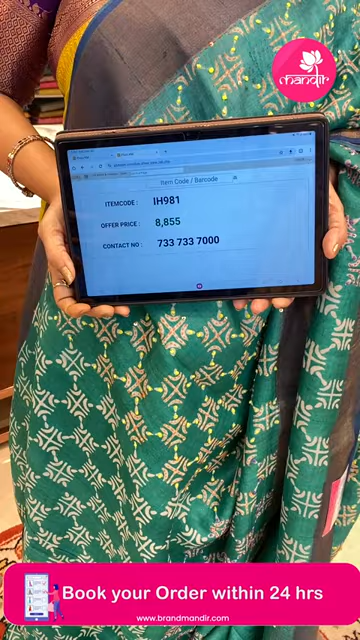 mandir
Item Code / Barcode
ITEMCODE : IH981
OFFER PRICE : 8,855
CONTACT NO : 733 733 7000
Book your Order within 24 hrs
www.brandmandir.com